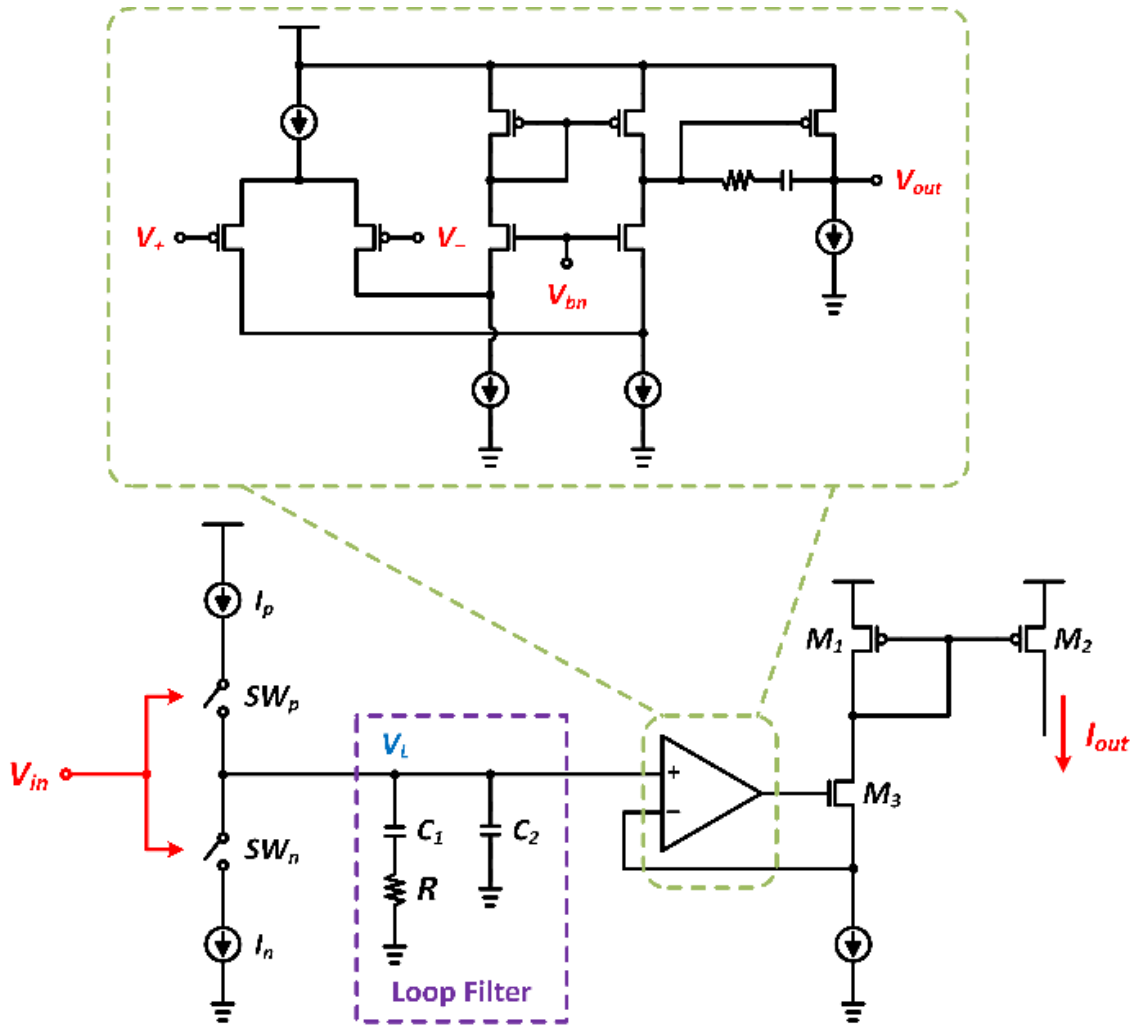 V+
V−
Vbn
Vout
Ip
SWp
Vin
SWn
In
VL
C1
C2
R
Loop Filter
+
−
M1
M2
M3
Iout